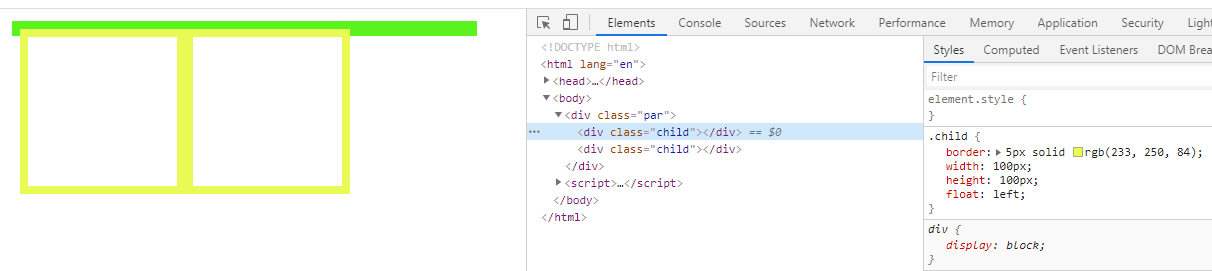 Elements Console Sources Network Performance Memory Application Security Light
<!DOCTYPE html>
<html lang="en">
<head>…</head>
<body>
<div class="par">
<div class="child"></div> == $0
<div class="child"></div>
</div>
<script>…</script>
</body>
</html>
Styles Computed Event Listeners DOM Brea
Filter
element.style {
}
.child {
border: 5px solid rgb(233, 250, 84);
width: 100px;
height: 100px;
float: left;
}
div {
display: block;
}